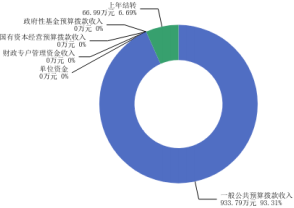 上年结转
66.99万元 6.69%
政府性基金预算拨款收入
0万元 0%
国有资本经营预算拨款收入
0万元 0%
财政专户管理资金收入
0万元 0%
单位资金
0万元 0%
一般公共预算拨款收入
933.79万元 93.31%